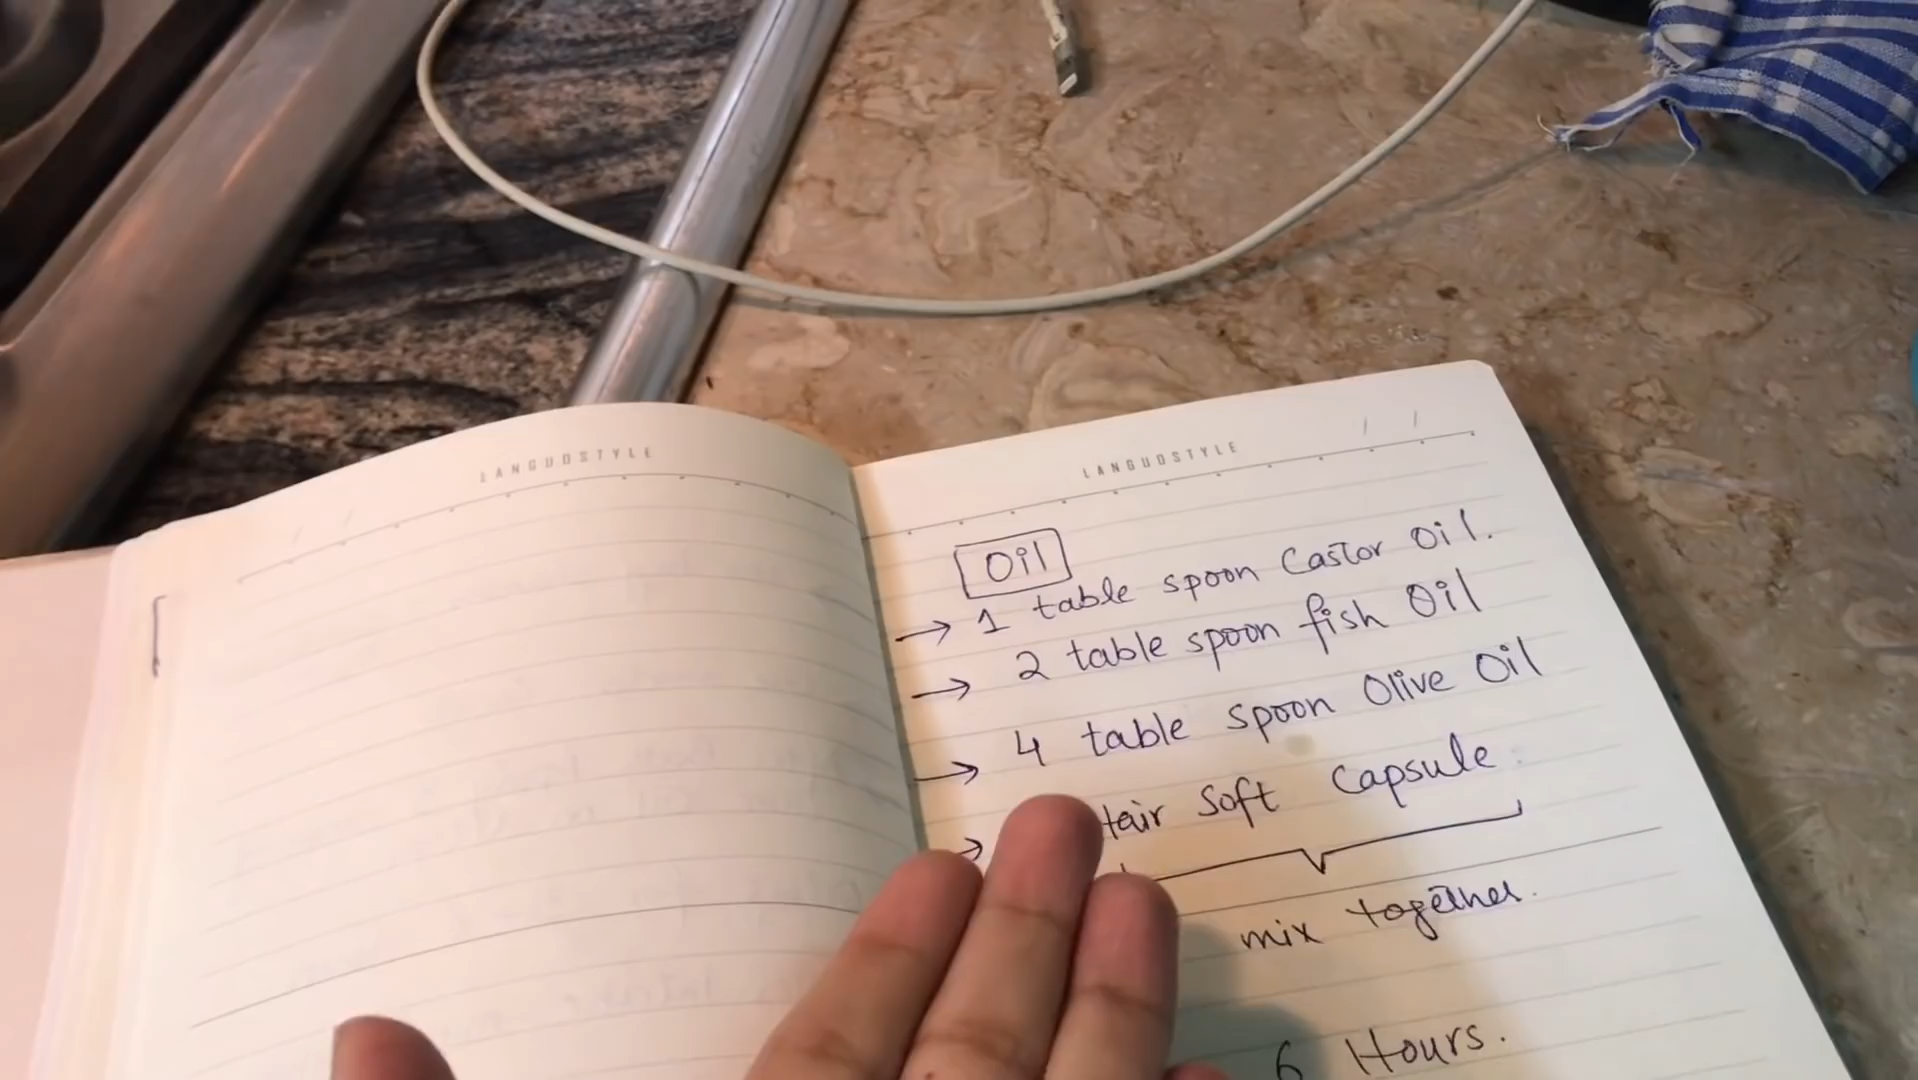 LANGUOSTYLE
LANGUOSTYLE
Oil
→ 1 table spoon Castor Oil.
→ 2 table spoon fish Oil
→ 4 table spoon Olive Oil
→ Hair Soft Capsule.
mix together.
6 Hours.